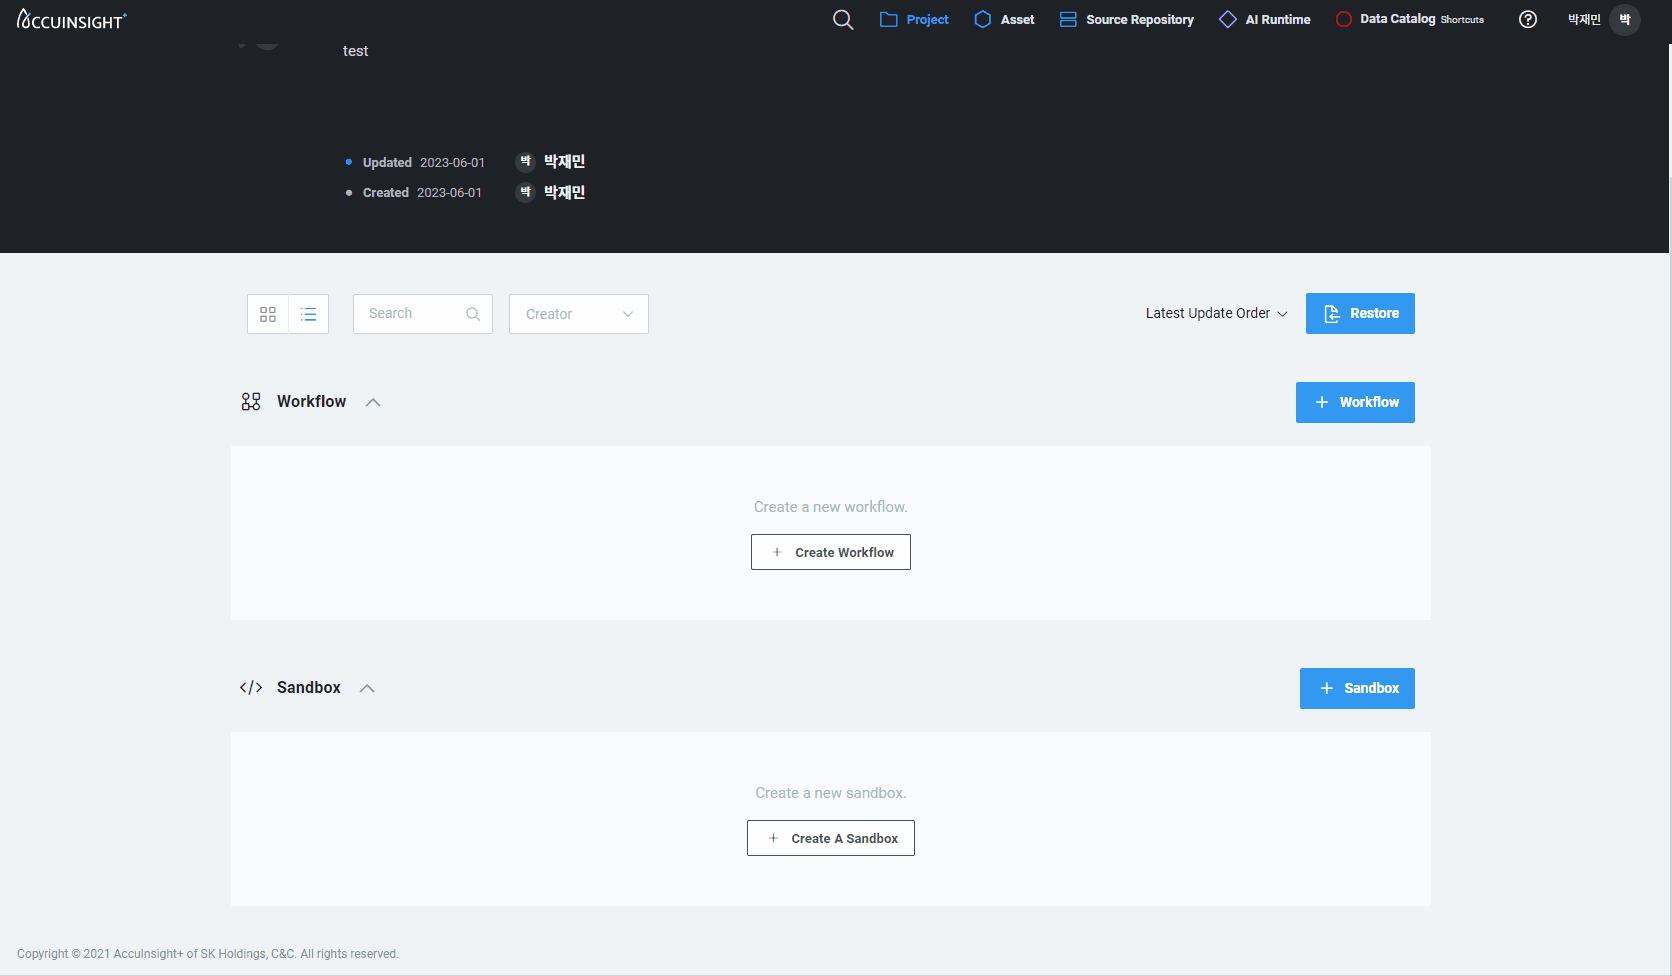 ACCUINSIGHT+
Project
Asset
Source Repository
AI Runtime
Data Catalog Shortcuts
박재민 박
test
Updated 2023-06-01 박 박재민
Created 2023-06-01 박 박재민
Search
Creator
Latest Update Order
Restore
Workflow
+ Workflow
Create a new workflow.
+ Create Workflow
</> Sandbox
+ Sandbox
Create a new sandbox.
+ Create A Sandbox
Copyright © 2021 AccuInsight+ of SK Holdings, C&C. All rights reserved.